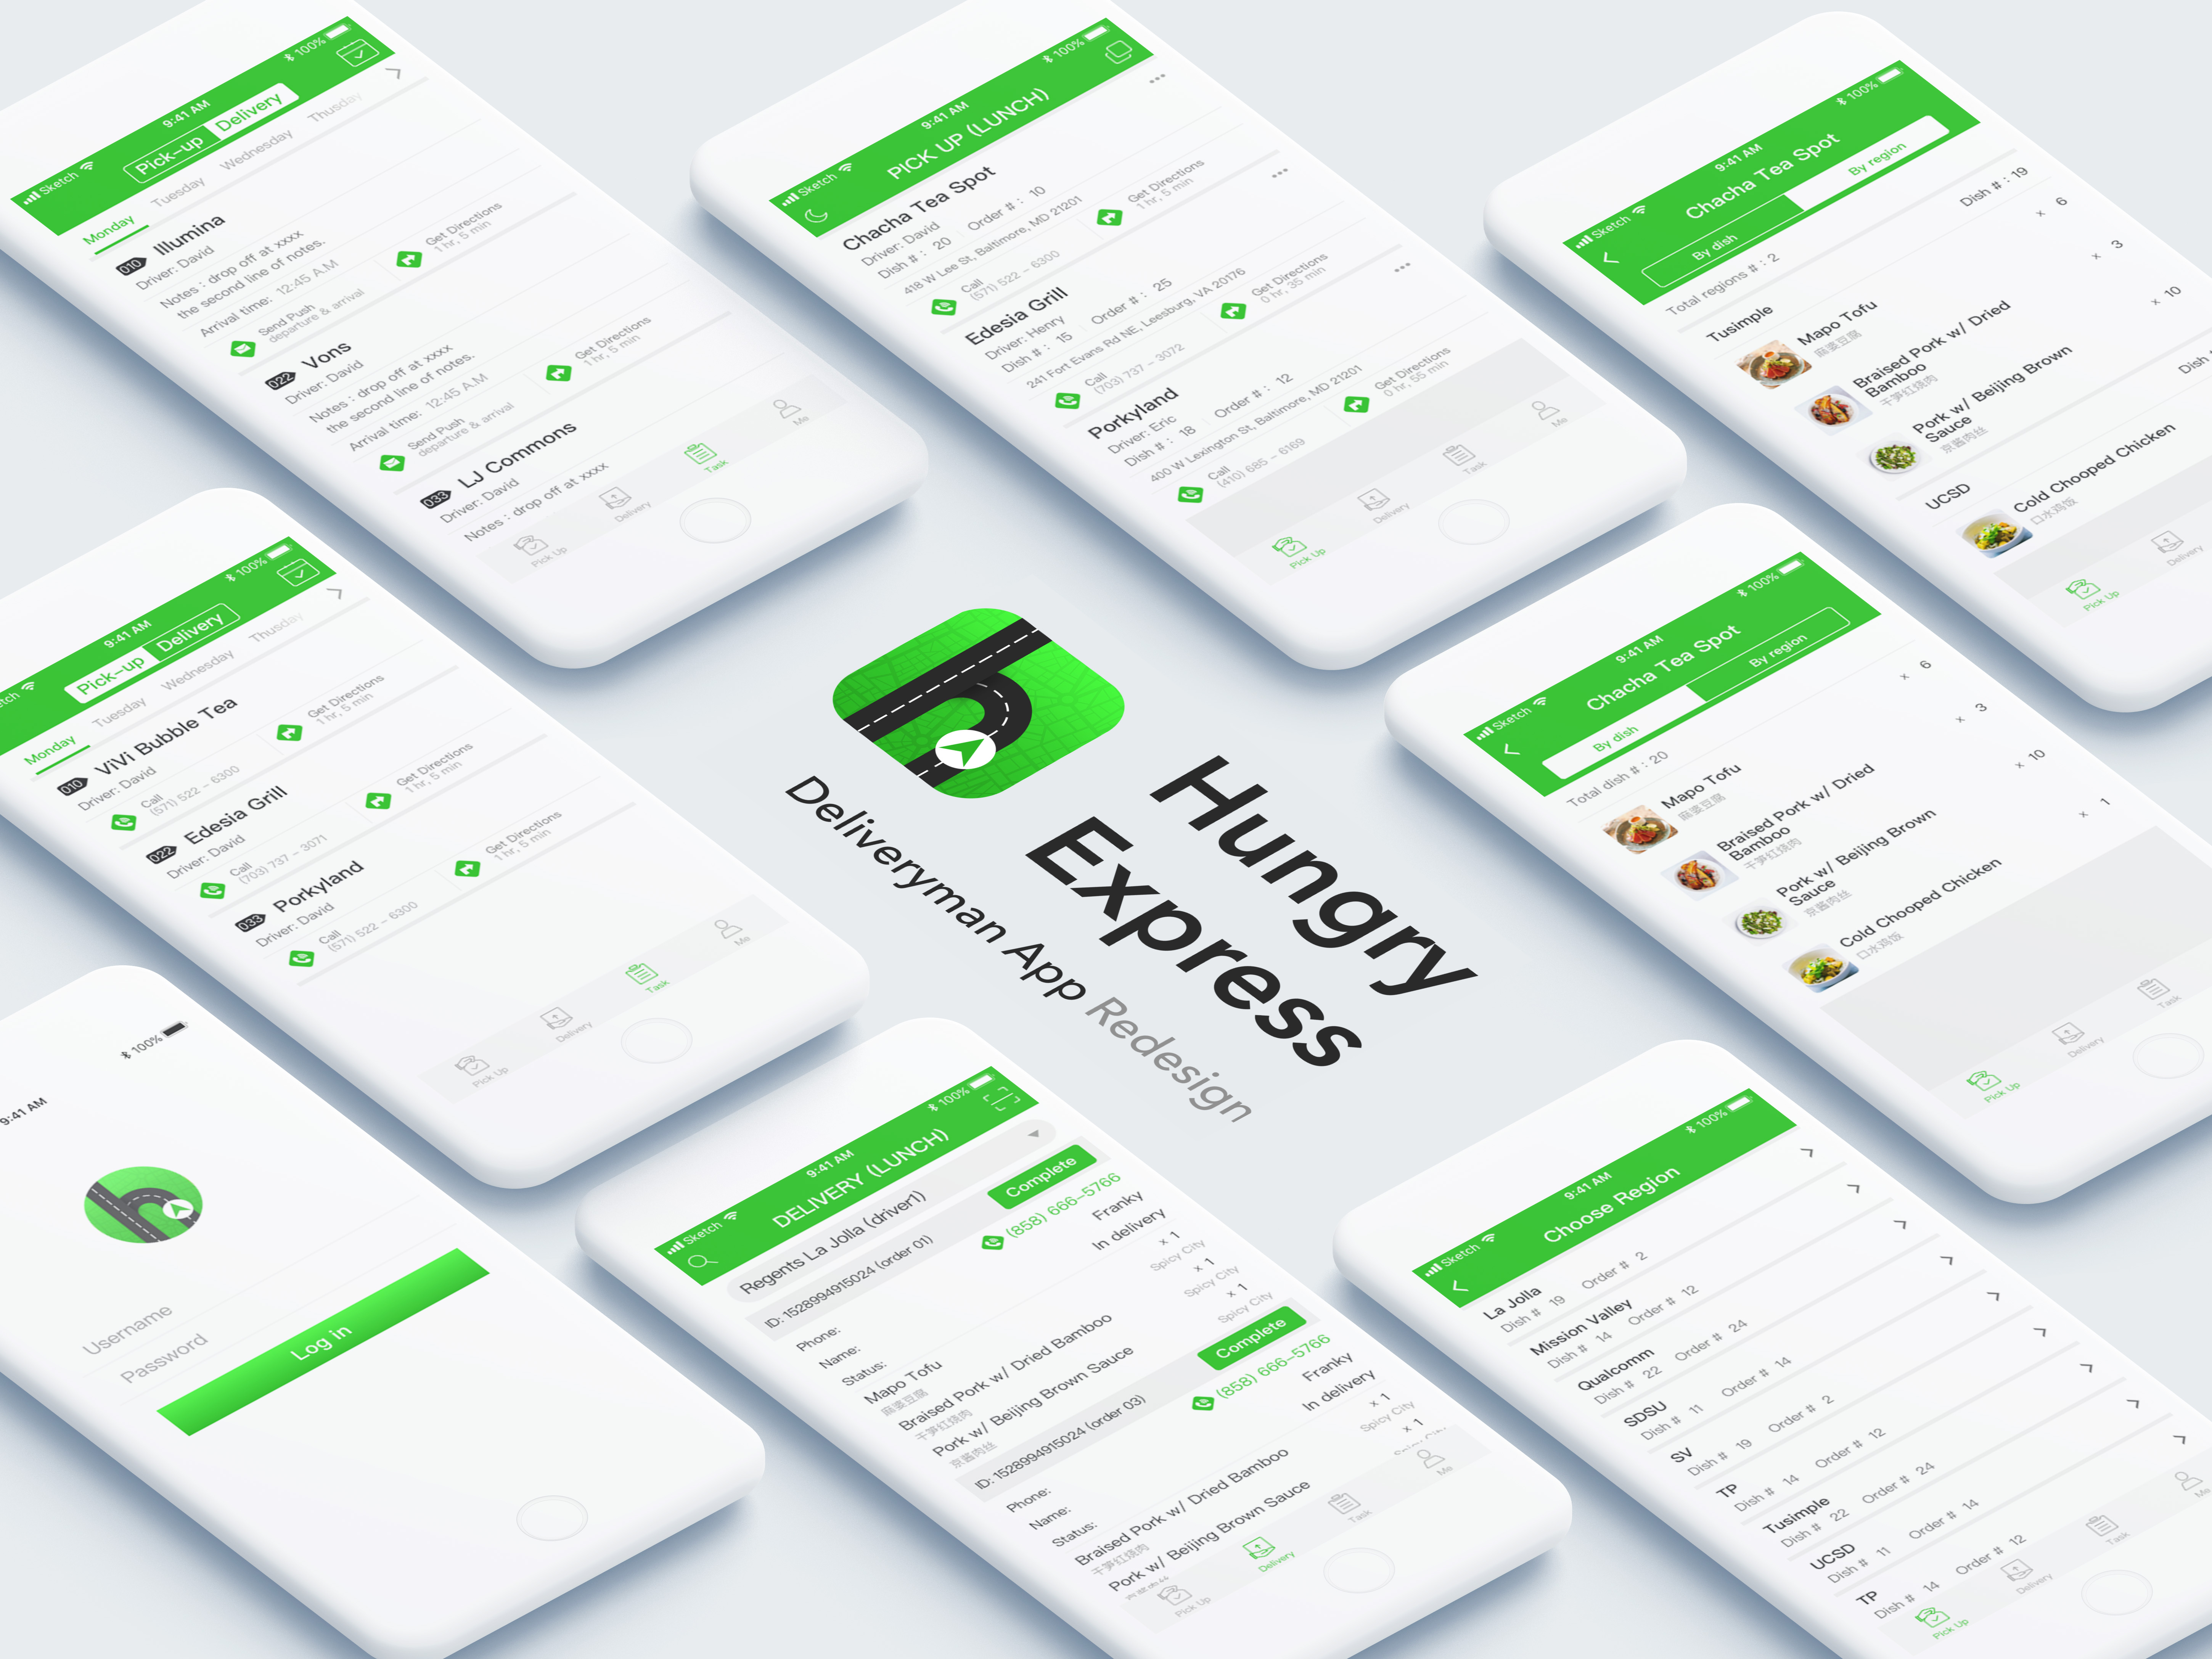 Sketch
9:41 AM
100%
Pick-up
Delivery
Monday
Tuesday
Wednesday
Thusday
010 Illumina
Driver: David
Notes : drop off at xxxx
the second line of notes.
Arrival time: 12:45 A.M
Send Push
departure & arrival
Get Directions
1 hr, 5 min
022 Vons
Driver: David
Notes : drop off at xxxx
the second line of notes.
Arrival time: 12:45 A.M
Send Push
departure & arrival
Get Directions
1 hr, 5 min
033 LJ Commons
Driver: David
Notes : drop off at xxxx
Pick Up
Delivery
Task
Me
Sketch
9:41 AM
100%
PICK UP (LUNCH)
Chacha Tea Spot
Driver: David
Dish # : 20 Order # : 10
418 W Lee St, Baltimore, MD 21201
Call
(571) 522 - 6300
Get Directions
1 hr, 5 min
Edesia Grill
Driver: Henry
Dish # : 15 Order # : 25
241 Fort Evans Rd NE, Leesburg, VA 20176
Call
(703) 737 - 3072
Get Directions
0 hr, 35 min
Porkyland
Driver: Eric
Dish # : 18 Order # : 12
400 W Lexington St, Baltimore, MD 21201
Call
(410) 685 - 6169
Get Directions
0 hr, 55 min
Pick Up
Delivery
Task
Me
Sketch
9:41 AM
100%
Chacha Tea Spot
By dish
By region
Total regions # : 2
Tusimple
Dish # : 19
Mapo Tofu
麻婆豆腐
x 6
Braised Pork w/ Dried
Bamboo
干笋红烧肉
x 3
Pork w/ Beijing Brown
Sauce
京酱肉丝
x 10
UCSD
Dish
Cold Chooped Chicken
口水鸡饭
Pick Up
Delivery
etch
9:41 AM
100%
Pick-up
Delivery
Monday
Tuesday
Wednesday
Thusday
010 ViVi Bubble Tea
Driver: David
Call
(571) 522 - 6300
Get Directions
1 hr, 5 min
022 Edesia Grill
Driver: David
Call
(703) 737 - 3071
Get Directions
1 hr, 5 min
033 Porkyland
Driver: David
Call
(571) 522 - 6300
Get Directions
1 hr, 5 min
Pick Up
Delivery
Task
Me
Hungry
Express
Deliveryman App Redesign
Sketch
9:41 AM
100%
Chacha Tea Spot
By dish
By region
Total dish # : 20
Mapo Tofu
麻婆豆腐
x 6
Braised Pork w/ Dried
Bamboo
干笋红烧肉
x 3
Pork w/ Beijing Brown
Sauce
京酱肉丝
x 10
Cold Chooped Chicken
口水鸡饭
x 1
Pick Up
Delivery
Task
9:41 AM
100%
Username
Password
Log in
Sketch
9:41 AM
100%
DELIVERY (LUNCH)
Regents La Jolla (driver1)
ID: 1528994915024 (order 01)
Complete
Phone: (858) 666-5766
Name: Franky
Status: In delivery
Mapo Tofu x 1
麻婆豆腐 Spicy City
Braised Pork w/ Dried Bamboo x 1
干笋红烧肉 Spicy City
Pork w/ Beijing Brown Sauce x 1
京酱肉丝 Spicy City
ID: 1528994915024 (order 03)
Complete
Phone: (858) 666-5766
Name: Franky
Status: In delivery
Braised Pork w/ Dried Bamboo x 1
干笋红烧肉 Spicy City
Pork w/ Beijing Brown Sauce x 1
Pick Up
Delivery
Task
Me
Sketch
9:41 AM
100%
Choose Region
La Jolla
Dish # 19 Order # 2
Mission Valley
Dish # 14 Order # 12
Qualcomm
Dish # 22 Order # 24
SDSU
Dish # 11 Order # 14
SV
Dish # 19 Order # 2
TP
Dish # 14 Order # 12
Tusimple
Dish # 22 Order # 24
UCSD
Dish # 11 Order # 14
TP
Dish # 14 Order # 12
Pick Up
Delivery
Task
Me